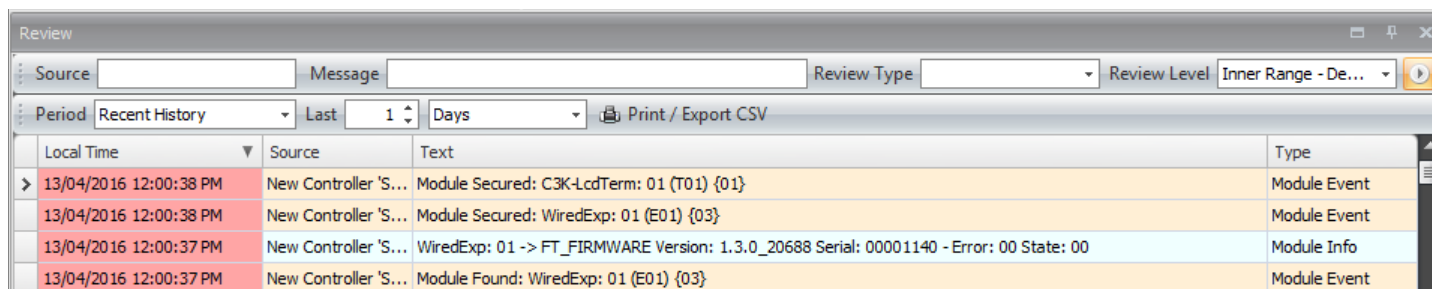 Review
Source Message Review Type Review Level Inner Range - De...
Period Recent History Last 1 Days Print / Export CSV
Local Time Source Text Type
13/04/2016 12:00:38 PM New Controller 'S... Module Secured: C3K-LcdTerm: 01 (T01) {01} Module Event
13/04/2016 12:00:38 PM New Controller 'S... Module Secured: WiredExp: 01 (E01) {03} Module Event
13/04/2016 12:00:37 PM New Controller 'S... WiredExp: 01 -> FT_FIRMWARE Version: 1.3.0_20688 Serial: 00001140 - Error: 00 State: 00 Module Info
13/04/2016 12:00:37 PM New Controller 'S... Module Found: WiredExp: 01 (E01) {03} Module Event